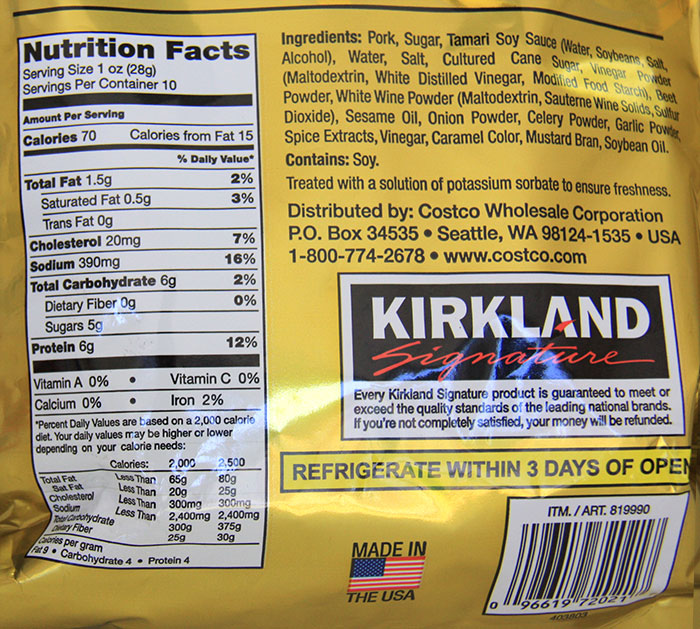 Nutrition Facts
Serving Size 1 oz (28g)
Servings Per Container 10
Amount Per Serving
Calories 70 Calories from Fat 15
% Daily Value*
Total Fat 1.5g 2%
Saturated Fat 0.5g 3%
Trans Fat 0g
Cholesterol 20mg 7%
Sodium 390mg 16%
Total Carbohydrate 6g 2%
Dietary Fiber 0g 0%
Sugars 5g
Protein 6g 12%
Vitamin A 0% • Vitamin C 0%
Calcium 0% • Iron 2%
*Percent Daily Values are based on a 2,000 calorie
diet. Your daily values may be higher or lower
depending on your calorie needs:
Calories: 2,000 2,500
Total Fat Less Than 65g 80g
Sat Fat Less Than 20g 25g
Cholesterol Less Than 300mg 300mg
Sodium Less Than 2,400mg 2,400mg
Total Carbohydrate 300g 375g
Dietary Fiber 25g 30g
Calories per gram
Fat 9 • Carbohydrate 4 • Protein 4
Ingredients: Pork, Sugar, Tamari Soy Sauce (Water, Soybeans, Salt,
Alcohol), Water, Salt, Cultured Cane Sugar, Vinegar Powder
(Maltodextrin, White Distilled Vinegar, Modified Food Starch), Beet
Powder, White Wine Powder (Maltodextrin, Sauterne Wine Solids, Sulfur
Dioxide), Sesame Oil, Onion Powder, Celery Powder, Garlic Powder,
Spice Extracts, Vinegar, Caramel Color, Mustard Bran, Soybean Oil.
Contains: Soy.
Treated with a solution of potassium sorbate to ensure freshness.
Distributed by: Costco Wholesale Corporation
P.O. Box 34535 • Seattle, WA 98124-1535 • USA
1-800-774-2678 • www.costco.com
KIRKLAND
Signature
Every Kirkland Signature product is guaranteed to meet or
exceed the quality standards of the leading national brands.
If you're not completely satisfied, your money will be refunded.
REFRIGERATE WITHIN 3 DAYS OF OPEN
ITM. / ART. 819990
0 96619 72021
403803
MADE IN
THE USA